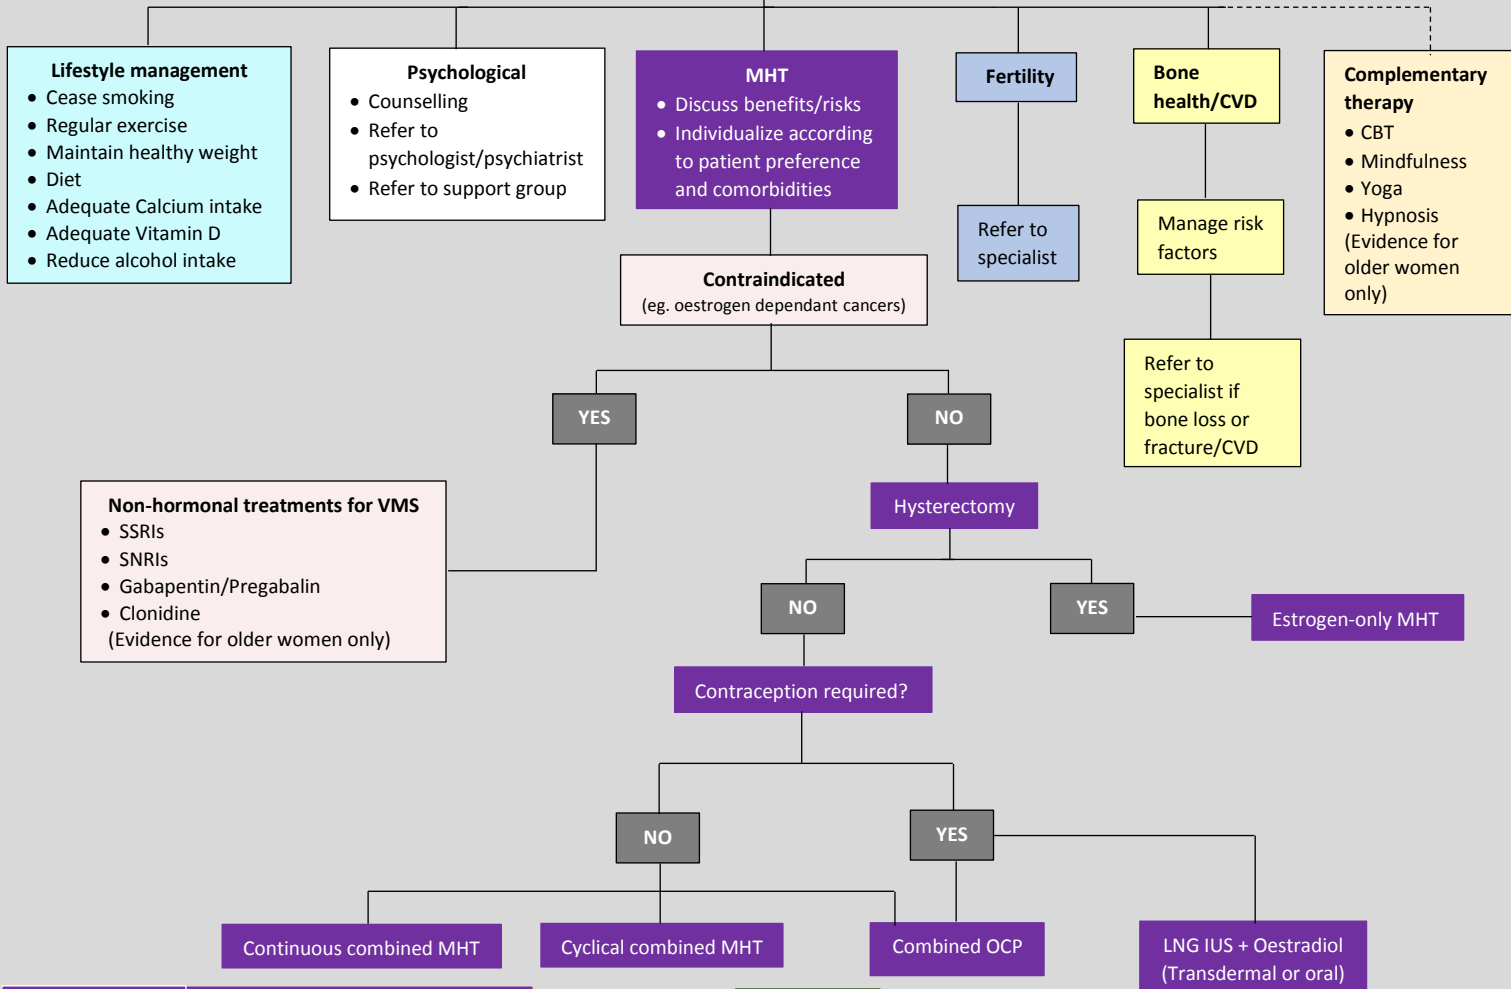 Lifestyle management
• Cease smoking
• Regular exercise
• Maintain healthy weight
• Diet
• Adequate Calcium intake
• Adequate Vitamin D
• Reduce alcohol intake
Psychological
• Counselling
• Refer to
psychologist/psychiatrist
• Refer to support group
MHT
• Discuss benefits/risks
• Individualize according
to patient preference
and comorbidities
Fertility
Refer to
specialist
Bone
health/CVD
Manage risk
factors
Refer to
specialist if
bone loss or
fracture/CVD
Complementary
therapy
• CBT
• Mindfulness
• Yoga
• Hypnosis
(Evidence for
older women
only)
Contraindicated
(eg. oestrogen dependant cancers)
YES
NO
Non-hormonal treatments for VMS
• SSRIs
• SNRIs
• Gabapentin/Pregabalin
• Clonidine
(Evidence for older women only)
Hysterectomy
NO
YES
Estrogen-only MHT
Contraception required?
NO
YES
Continuous combined MHT
Cyclical combined MHT
Combined OCP
LNG IUS + Oestradiol
(Transdermal or oral)